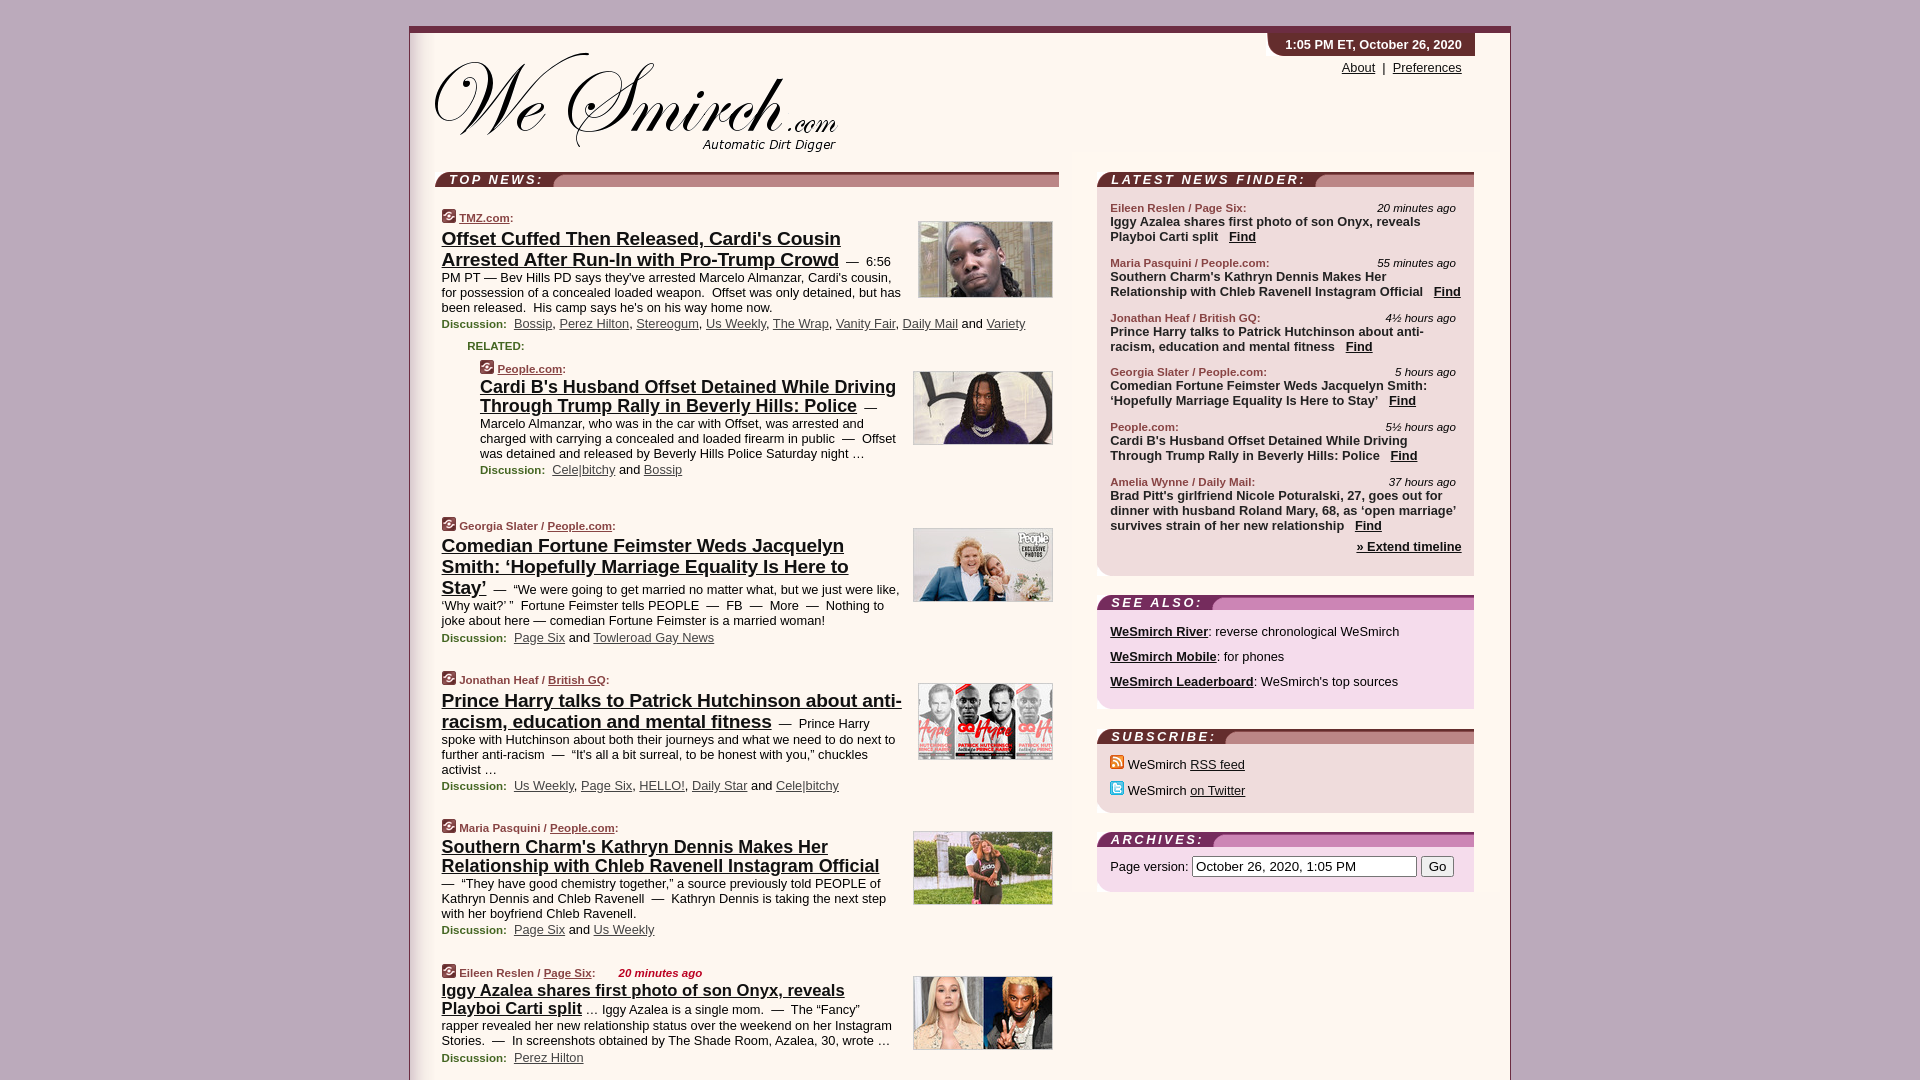 1:05 PM ET, October 26, 2020
About | Preferences
We Smirch.com
Automatic Dirt Digger
TOP NEWS:
TMZ.com:
Offset Cuffed Then Released, Cardi's Cousin
Arrested After Run-In with Pro-Trump Crowd — 6:56
PM PT — Bev Hills PD says they've arrested Marcelo Almanzar, Cardi's cousin,
for possession of a concealed loaded weapon. Offset was only detained, but has
been released. His camp says he's on his way home now.
Discussion: Bossip, Perez Hilton, Stereogum, Us Weekly, The Wrap, Vanity Fair, Daily Mail and Variety
RELATED:
People.com:
Cardi B's Husband Offset Detained While Driving
Through Trump Rally in Beverly Hills: Police —
Marcelo Almanzar, who was in the car with Offset, was arrested and
charged with carrying a concealed and loaded firearm in public — Offset
was detained and released by Beverly Hills Police Saturday night …
Discussion: Cele|bitchy and Bossip
Georgia Slater / People.com:
Comedian Fortune Feimster Weds Jacquelyn
Smith: ‘Hopefully Marriage Equality Is Here to
Stay’ — “We were going to get married no matter what, but we just were like,
‘Why wait?’ ” Fortune Feimster tells PEOPLE — FB — More — Nothing to
joke about here — comedian Fortune Feimster is a married woman!
Discussion: Page Six and Towleroad Gay News
People
EXCLUSIVE
PHOTOS
Jonathan Heaf / British GQ:
Prince Harry talks to Patrick Hutchinson about anti-
racism, education and mental fitness — Prince Harry
spoke with Hutchinson about both their journeys and what we need to do next to
further anti-racism — “It's all a bit surreal, to be honest with you,” chuckles
activist …
Discussion: Us Weekly, Page Six, HELLO!, Daily Star and Cele|bitchy
GQ Hype
PATRICK HUTCHINSON
PRINCE HARRY
Maria Pasquini / People.com:
Southern Charm's Kathryn Dennis Makes Her
Relationship with Chleb Ravenell Instagram Official
— “They have good chemistry together,” a source previously told PEOPLE of
Kathryn Dennis and Chleb Ravenell — Kathryn Dennis is taking the next step
with her boyfriend Chleb Ravenell.
Discussion: Page Six and Us Weekly
Eileen Reslen / Page Six: 20 minutes ago
Iggy Azalea shares first photo of son Onyx, reveals
Playboi Carti split … Iggy Azalea is a single mom. — The “Fancy”
rapper revealed her new relationship status over the weekend on her Instagram
Stories. — In screenshots obtained by The Shade Room, Azalea, 30, wrote …
Discussion: Perez Hilton
LATEST NEWS FINDER:
Eileen Reslen / Page Six: 20 minutes ago
Iggy Azalea shares first photo of son Onyx, reveals
Playboi Carti split Find
Maria Pasquini / People.com: 55 minutes ago
Southern Charm's Kathryn Dennis Makes Her
Relationship with Chleb Ravenell Instagram Official Find
Jonathan Heaf / British GQ: 4½ hours ago
Prince Harry talks to Patrick Hutchinson about anti-
racism, education and mental fitness Find
Georgia Slater / People.com: 5 hours ago
Comedian Fortune Feimster Weds Jacquelyn Smith:
‘Hopefully Marriage Equality Is Here to Stay’ Find
People.com: 5½ hours ago
Cardi B's Husband Offset Detained While Driving
Through Trump Rally in Beverly Hills: Police Find
Amelia Wynne / Daily Mail: 37 hours ago
Brad Pitt's girlfriend Nicole Poturalski, 27, goes out for
dinner with husband Roland Mary, 68, as ‘open marriage’
survives strain of her new relationship Find
» Extend timeline
SEE ALSO:
WeSmirch River: reverse chronological WeSmirch
WeSmirch Mobile: for phones
WeSmirch Leaderboard: WeSmirch's top sources
SUBSCRIBE:
WeSmirch RSS feed
WeSmirch on Twitter
ARCHIVES:
Page version: October 26, 2020, 1:05 PM Go